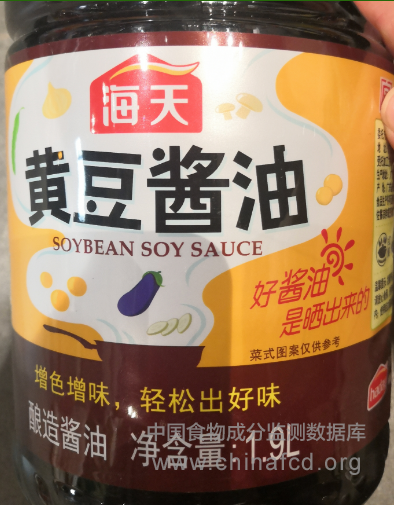 海天
黄豆酱油
SOYBEAN SOY SAUCE
好酱油
是晒出来的
菜式图案仅供参考
增色增味，轻松出好味
酿造酱油 净含量：1.9L
中国食物成分监测数据库
www.chinafcd.org